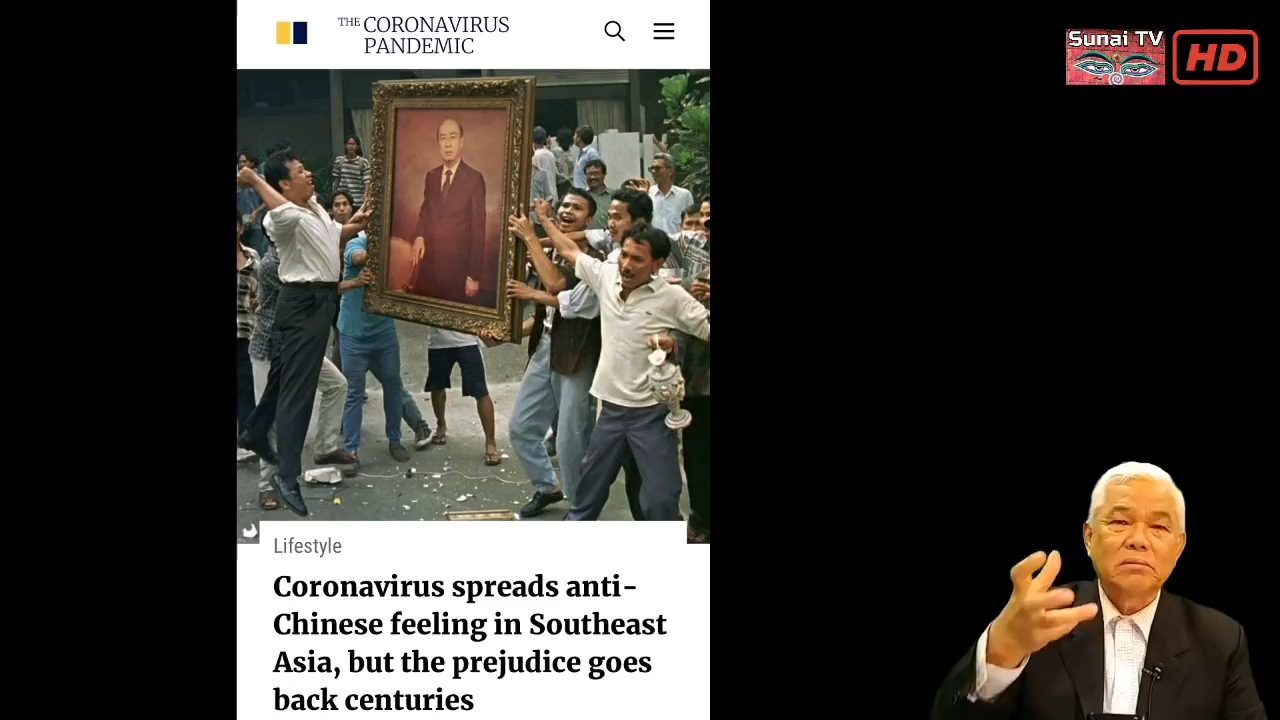 THE CORONAVIRUS
PANDEMIC
Sunai TV
HD
Lifestyle
Coronavirus spreads anti-
Chinese feeling in Southeast
Asia, but the prejudice goes
back centuries